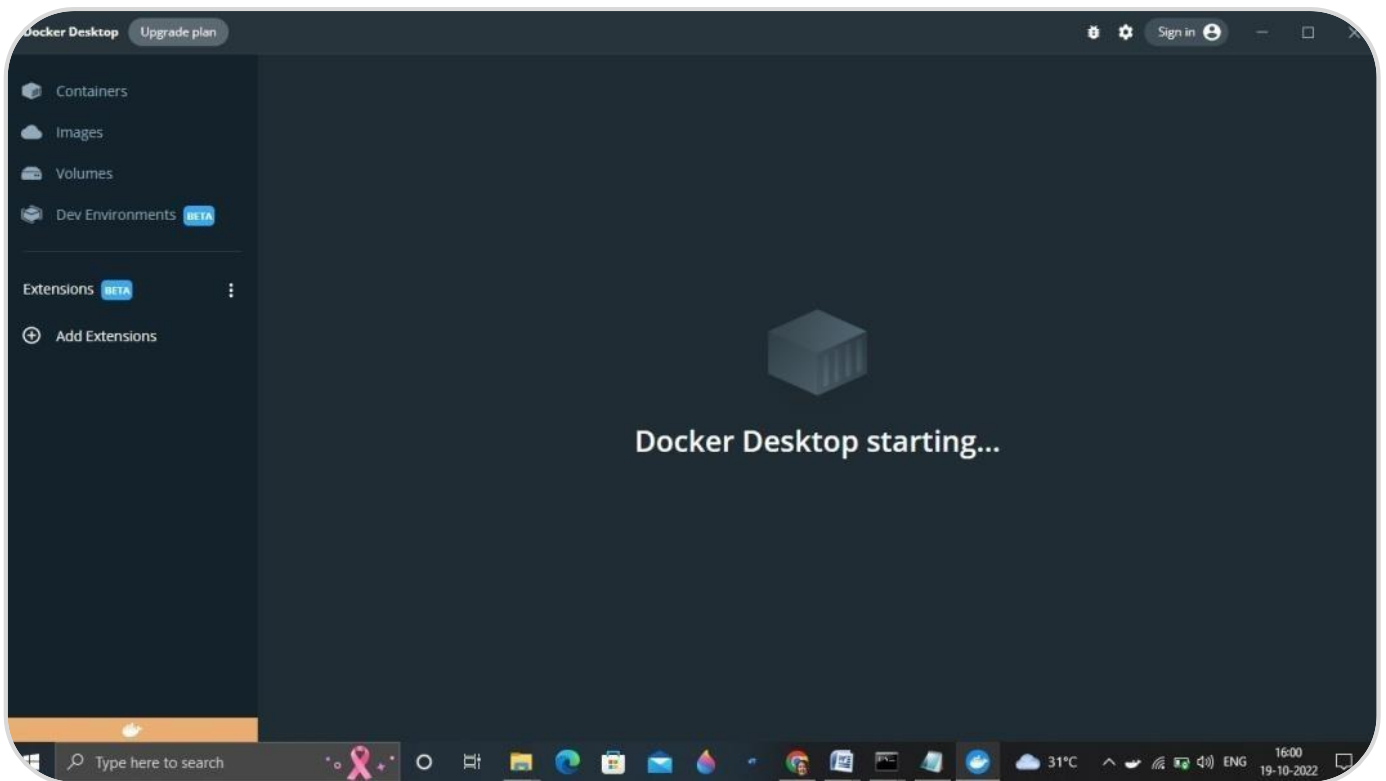 Docker Desktop Upgrade plan Sign in
Containers
Images
Volumes
Dev Environments BETA
Extensions BETA
Add Extensions
Docker Desktop starting...
Type here to search
31°C
ENG
16:00
19-10-2022